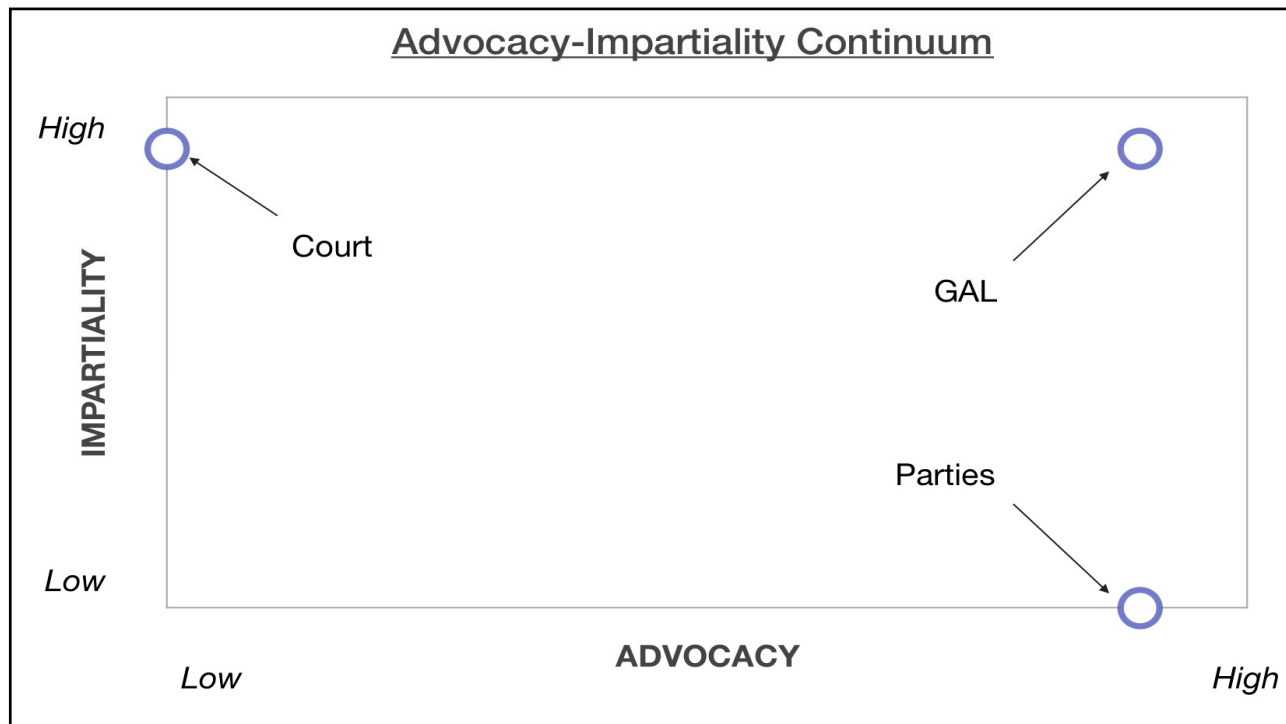 Advocacy-Impartiality Continuum
High
Court
IMPARTIALITY
GAL
Parties
Low
ADVOCACY
Low
High